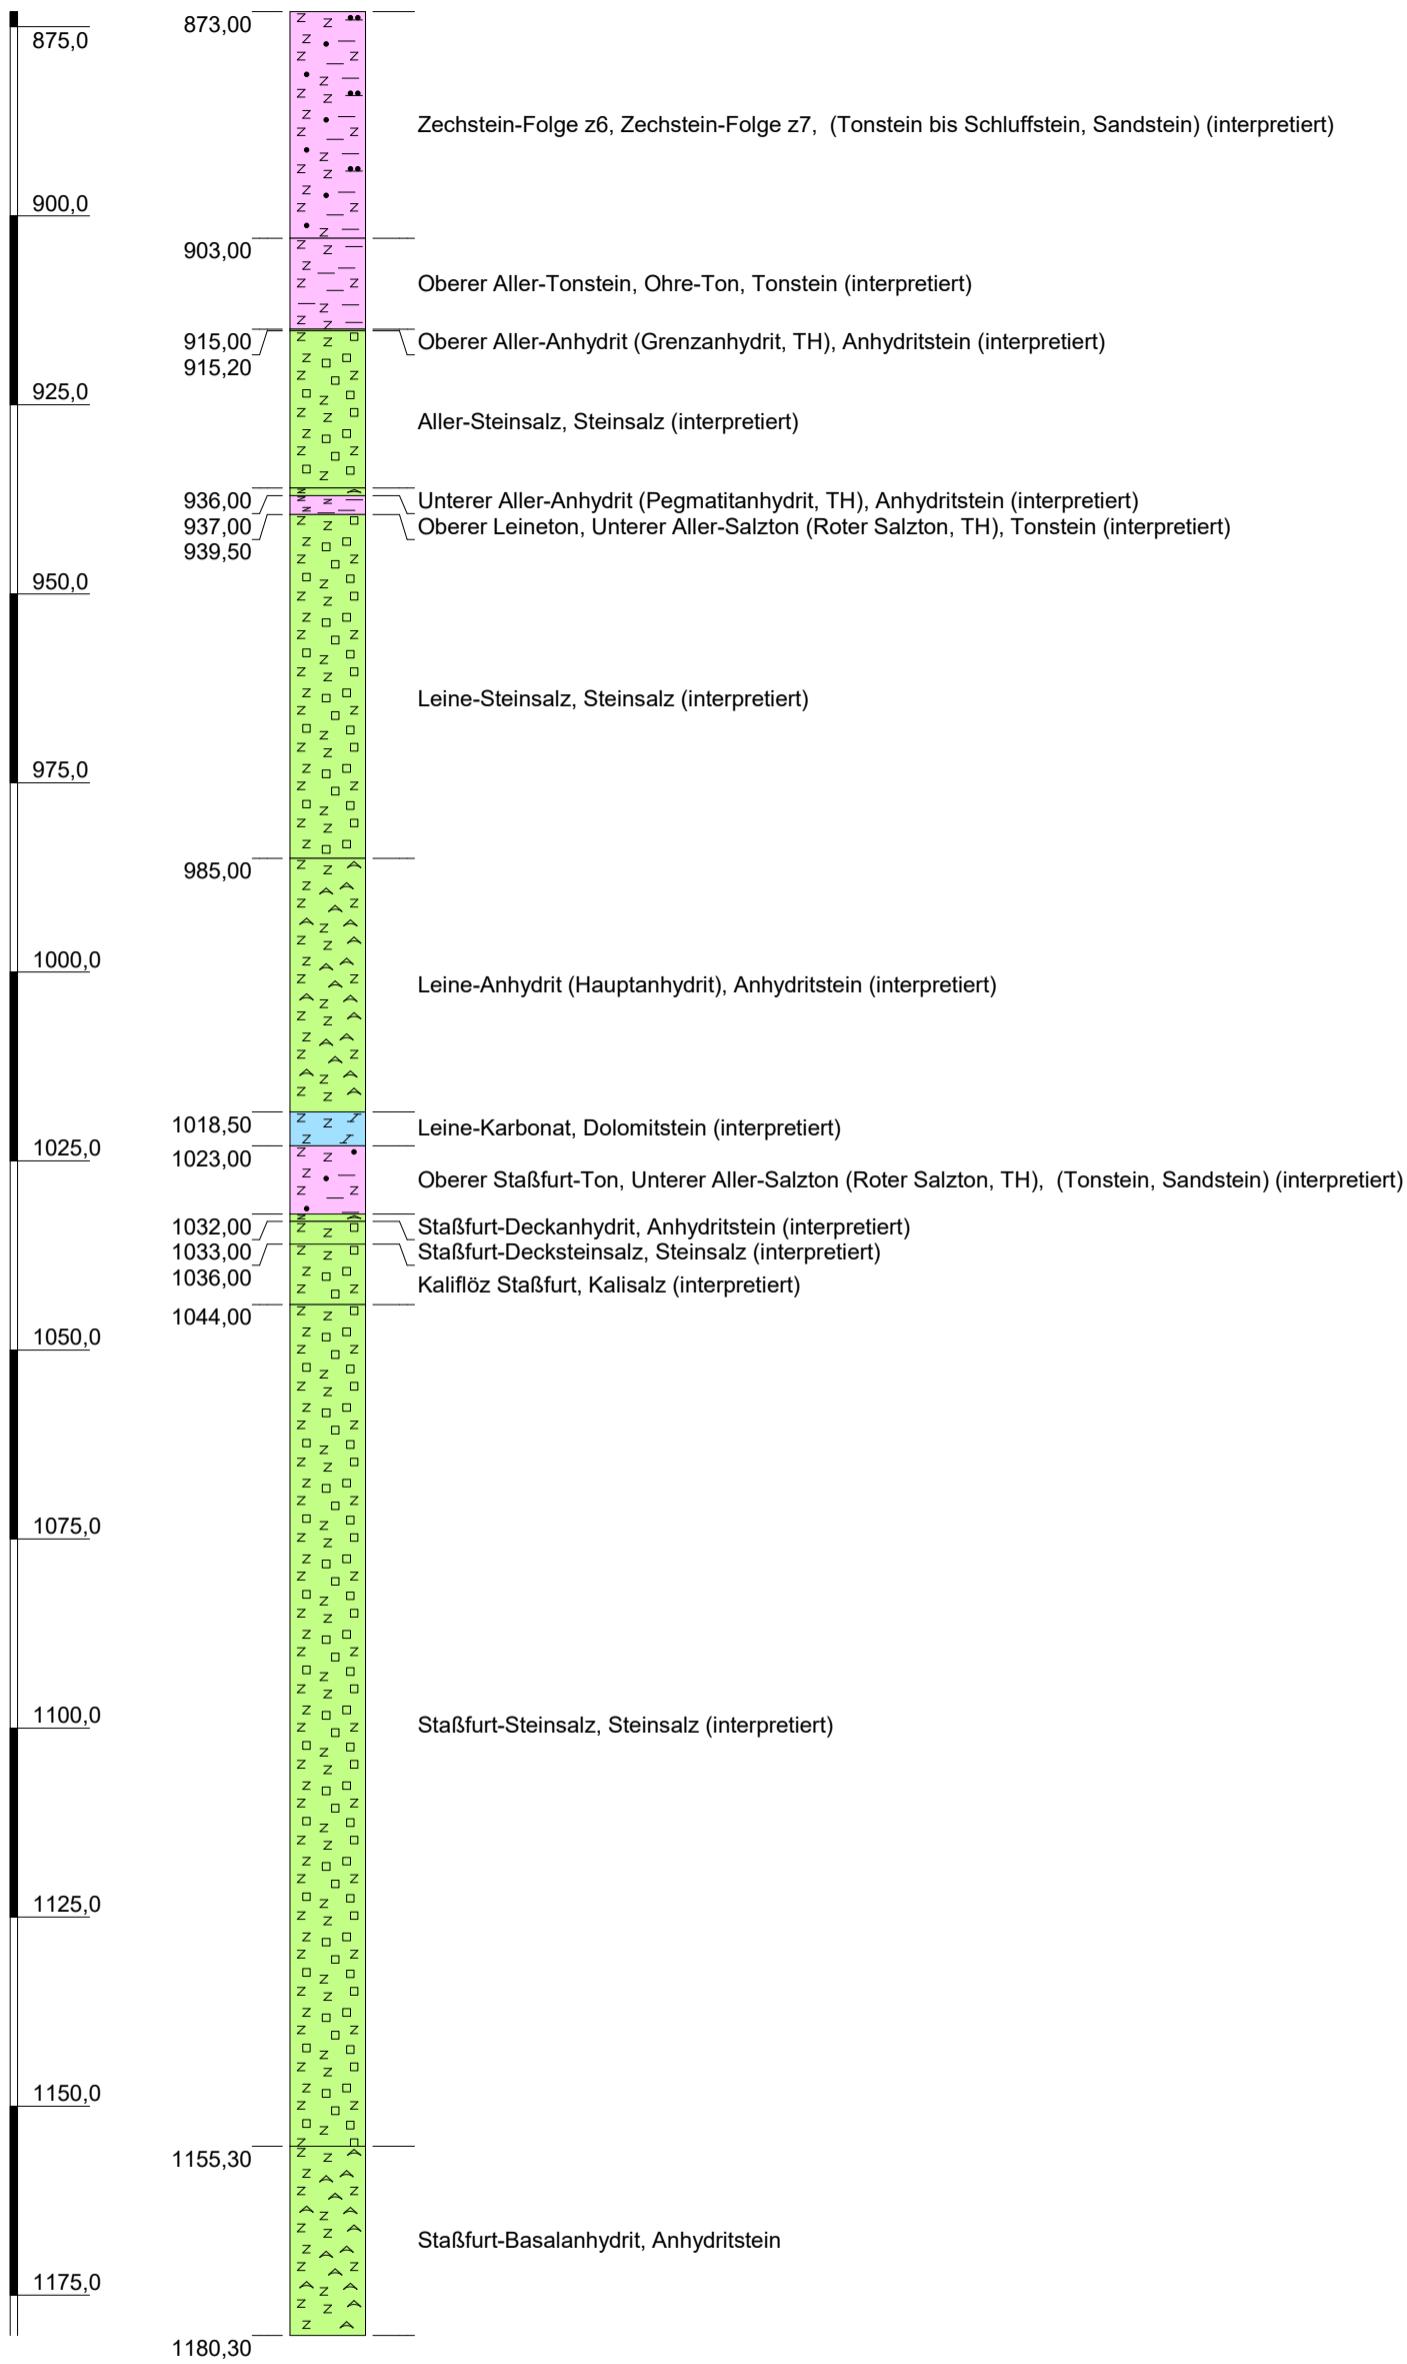 873,00
875,0
Zechstein-Folge z6, Zechstein-Folge z7,  (Tonstein bis Schluffstein, Sandstein) (interpretiert)
900,0
903,00
Oberer Aller-Tonstein, Ohre-Ton, Tonstein (interpretiert)
915,00
Oberer Aller-Anhydrit (Grenzanhydrit, TH), Anhydritstein (interpretiert)
915,20
925,0
Aller-Steinsalz, Steinsalz (interpretiert)
936,00
Unterer Aller-Anhydrit (Pegmatitanhydrit, TH), Anhydritstein (interpretiert)
937,00
Oberer Leineton, Unterer Aller-Salzton (Roter Salzton, TH), Tonstein (interpretiert)
939,50
950,0
Leine-Steinsalz, Steinsalz (interpretiert)
975,0
985,00
1000,0
Leine-Anhydrit (Hauptanhydrit), Anhydritstein (interpretiert)
1018,50
Leine-Karbonat, Dolomitstein (interpretiert)
1025,0
1023,00
Oberer Staßfurt-Ton, Unterer Aller-Salzton (Roter Salzton, TH),  (Tonstein, Sandstein) (interpretiert)
1032,00
Staßfurt-Deckanhydrit, Anhydritstein (interpretiert)
1033,00
Staßfurt-Decksteinsalz, Steinsalz (interpretiert)
1036,00
Kaliflöz Staßfurt, Kalisalz (interpretiert)
1044,00
1050,0
1075,0
1100,0
Staßfurt-Steinsalz, Steinsalz (interpretiert)
1125,0
1150,0
1155,30
Staßfurt-Basalanhydrit, Anhydritstein
1175,0
1180,30